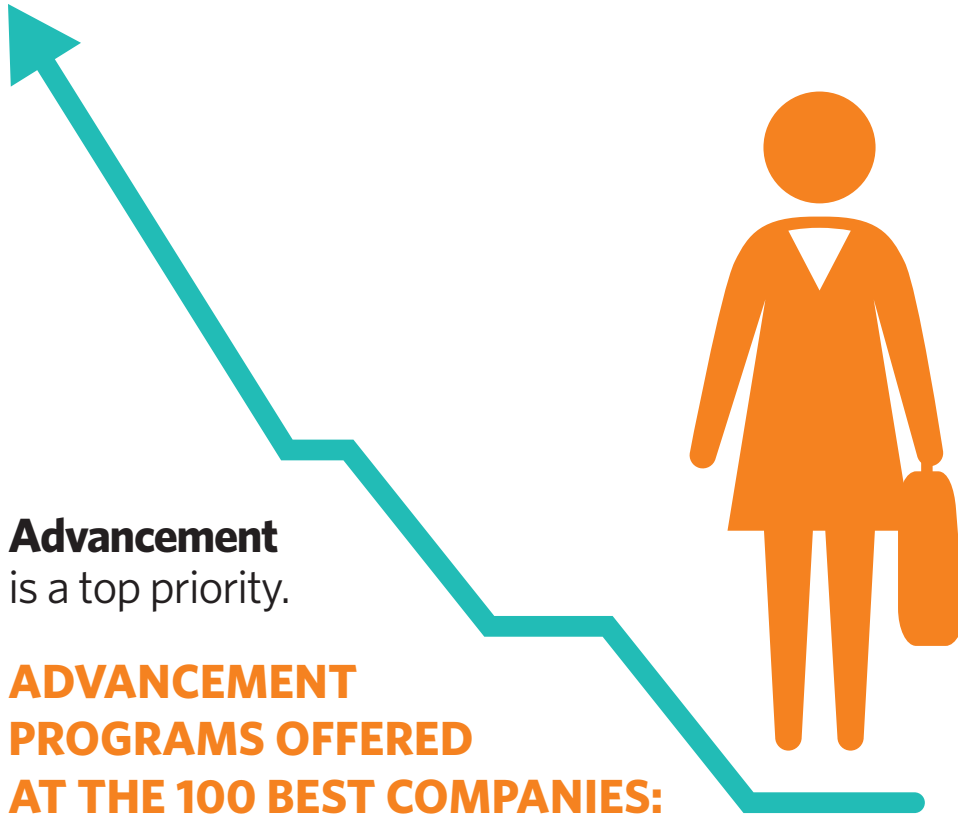 Advancement
is a top priority.
ADVANCEMENT
PROGRAMS OFFERED
AT THE 100 BEST COMPANIES: